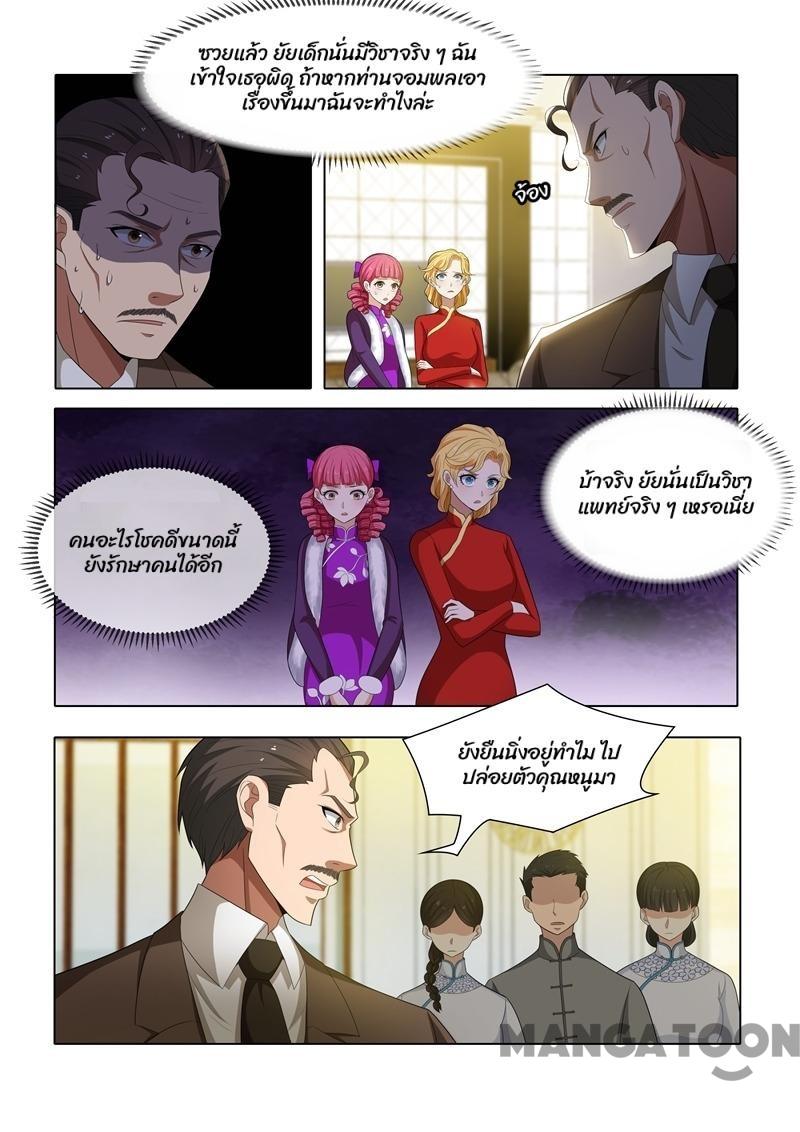 ซวยแล้ว ยัยเด็กนั่นมีวิชาจริง ๆ ฉัน
เข้าใจเธอผิด ถ้าหากท่านจอมพลเอา
เรื่องขึ้นมาฉันจะทำไงล่ะ
จ้อง
บ้าจริง ยัยนั่นเป็นวิชา
แพทย์จริง ๆ เหรอเนี่ย
คนอะไรโชคดีขนาดนี้
ยังรักษาคนได้อีก
ยังยืนนิ่งอยู่ทำไม ไป
ปล่อยตัวคุณหนูมา
MANGATOON